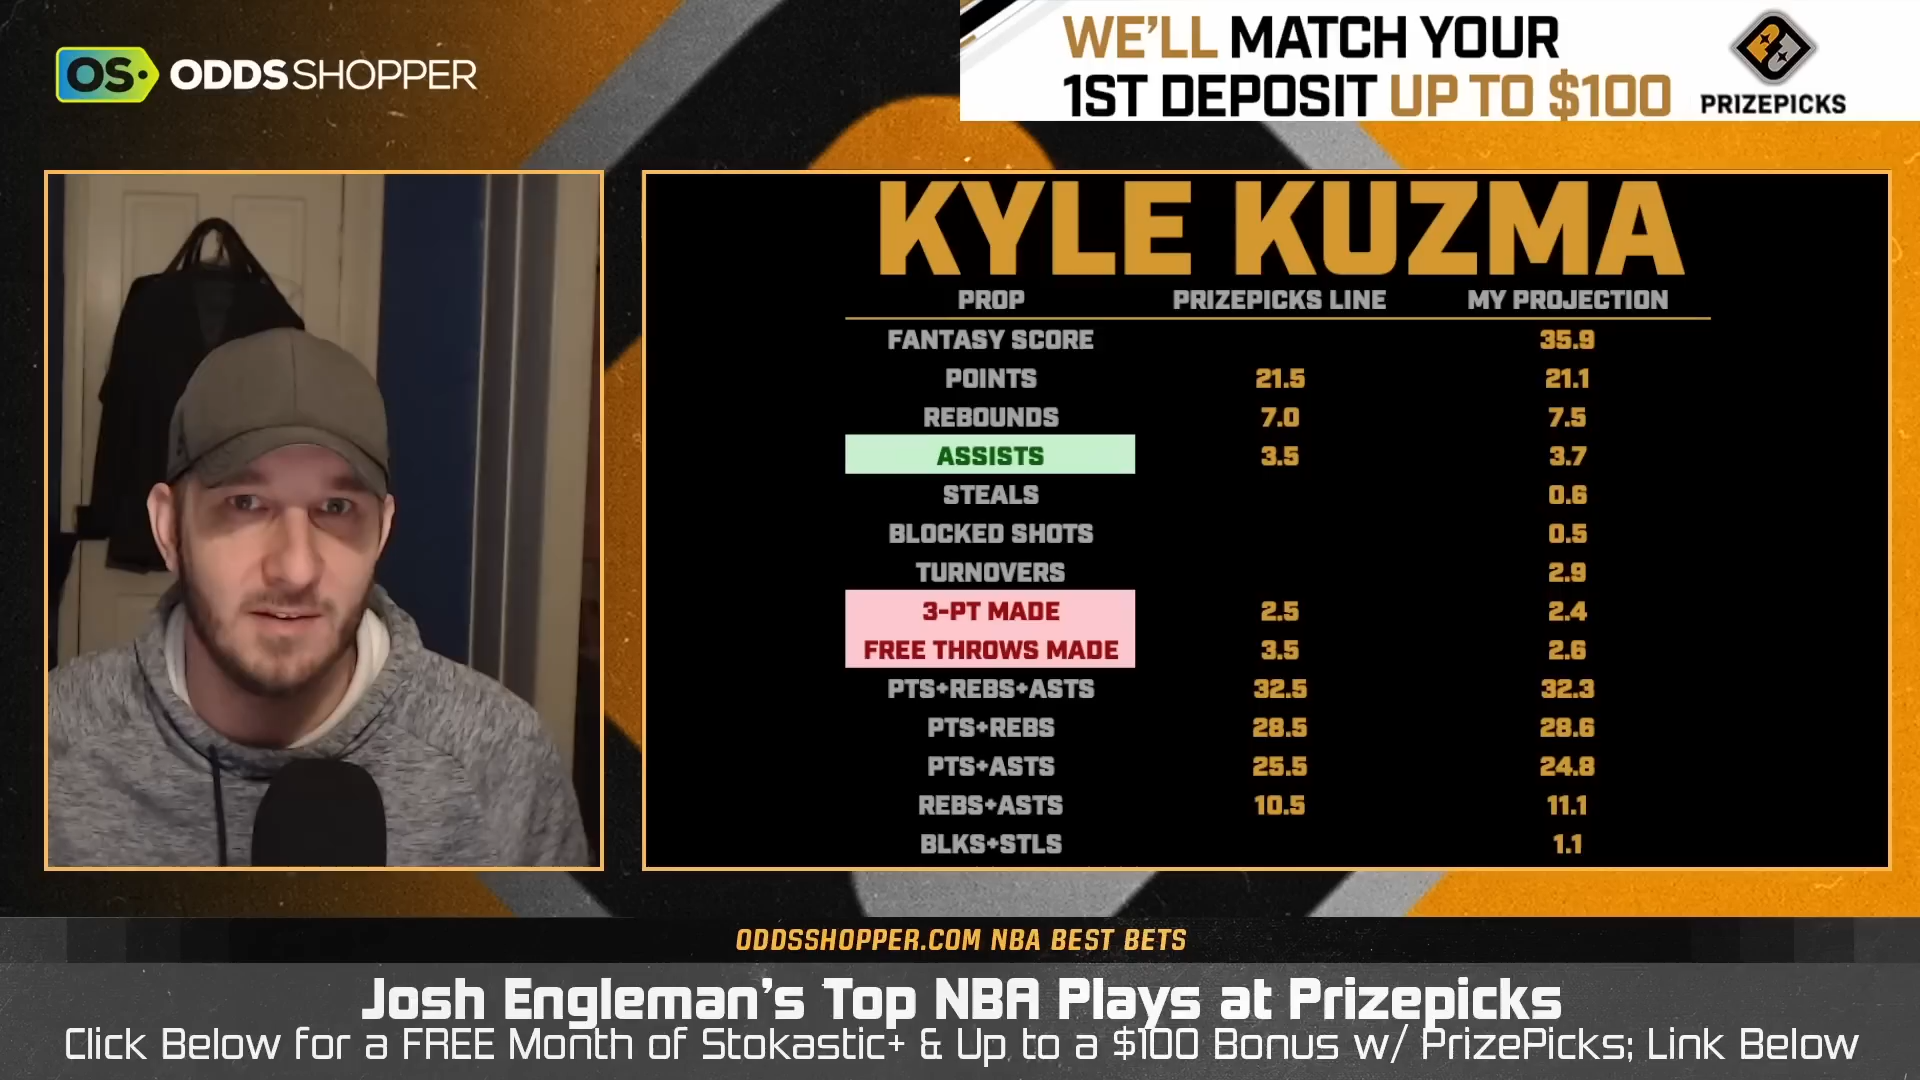 OS ODDSSHOPPER
WE'LL MATCH YOUR
1ST DEPOSIT UP TO $100
PRIZEPICKS
KYLE KUZMA
PROP PRIZEPICKS LINE MY PROJECTION
FANTASY SCORE 35.9
POINTS 21.5 21.1
REBOUNDS 7.0 7.5
ASSISTS 3.5 3.7
STEALS 0.6
BLOCKED SHOTS 0.5
TURNOVERS 2.9
3-PT MADE 2.5 2.4
FREE THROWS MADE 3.5 2.6
PTS+REBS+ASTS 32.5 32.3
PTS+REBS 28.5 28.6
PTS+ASTS 25.5 24.8
REBS+ASTS 10.5 11.1
BLKS+STLS 1.1
ODDSSHOPPER.COM NBA BEST BETS
Josh Engleman's Top NBA Plays at Prizepicks
Click Below for a FREE Month of Stokastic+ & Up to a $100 Bonus w/ PrizePicks; Link Below